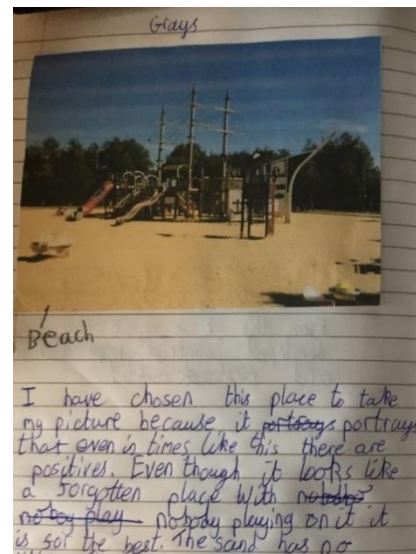 Grays
Beach
I have chosen this place to take
my picture because it portrays portrays
that even in times like this there are
positives. Even though it looks like
a forgotten place with
nobody playing on it it
is for the best. The sand has no